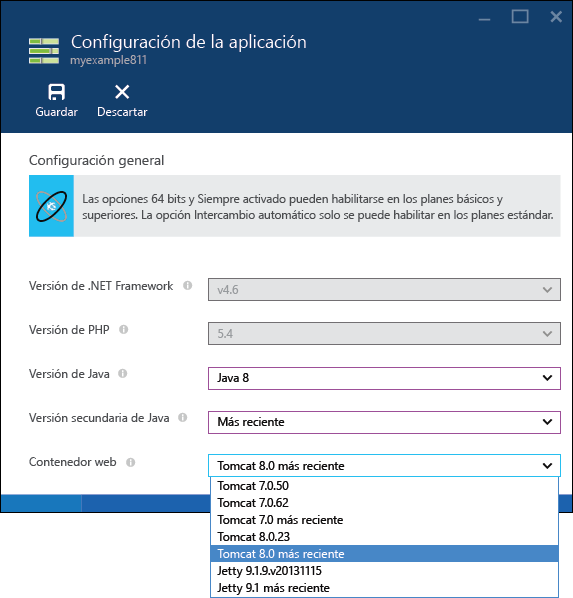 Configuración de la aplicación
myexample811
Guardar
Descartar
Configuración general
Las opciones 64 bits y Siempre activado pueden habilitarse en los planes básicos y
superiores. La opción Intercambio automático solo se puede habilitar en los planes estándar.
Versión de .NET Framework
v4.6
Versión de PHP
5.4
Versión de Java
Java 8
Versión secundaria de Java
Más reciente
Contenedor web
Tomcat 8.0 más reciente
Tomcat 7.0.50
Tomcat 7.0.62
Tomcat 7.0 más reciente
Tomcat 8.0.23
Tomcat 8.0 más reciente
Jetty 9.1.9.v20131115
Jetty 9.1 más reciente